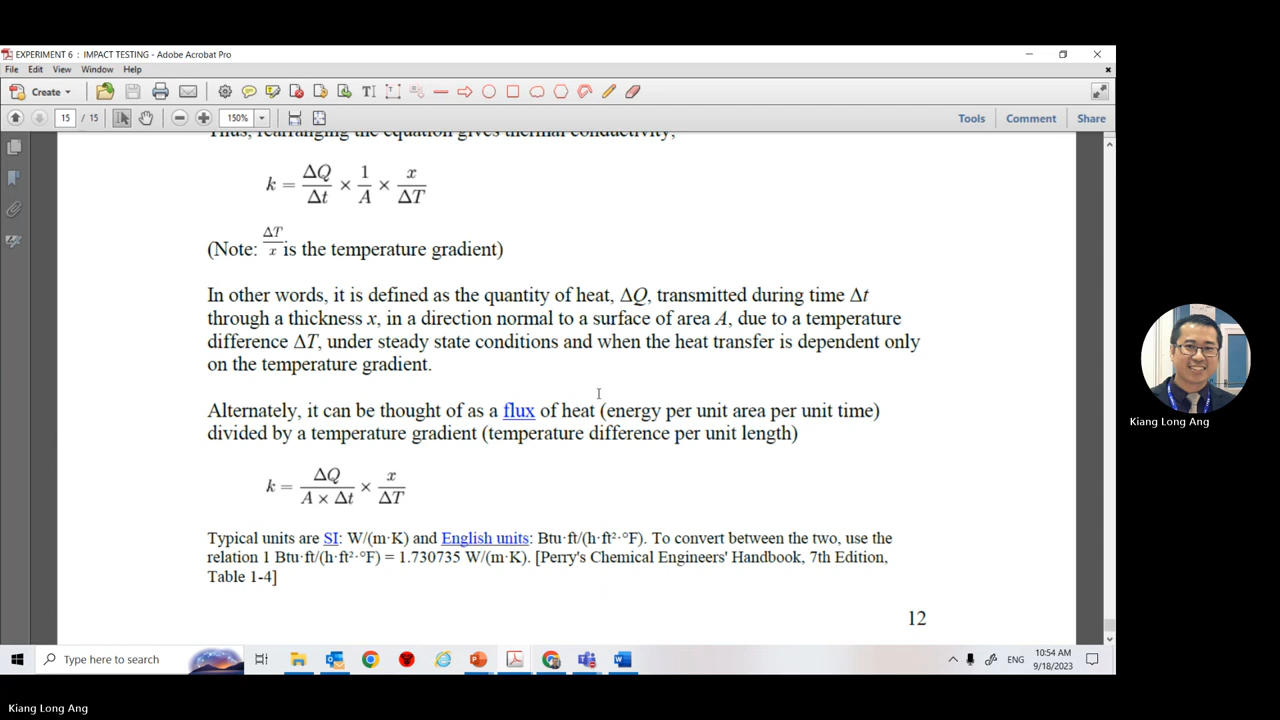 EXPERIMENT 6 : IMPACT TESTING - Adobe Acrobat Pro
File Edit View Window Help
Create
15 / 15 150% Tools Comment Share
Thus, rearranging the equation gives thermal conductivity,
k = ΔQ/Δt × 1/A × x/ΔT
(Note: ΔT/x is the temperature gradient)
In other words, it is defined as the quantity of heat, ΔQ, transmitted during time Δt
through a thickness x, in a direction normal to a surface of area A, due to a temperature
difference ΔT, under steady state conditions and when the heat transfer is dependent only
on the temperature gradient.
Alternately, it can be thought of as a flux of heat (energy per unit area per unit time)
divided by a temperature gradient (temperature difference per unit length)
k = ΔQ/(A × Δt) × x/ΔT
Typical units are SI: W/(m·K) and English units: Btu·ft/(h·ft²·°F). To convert between the two, use the
relation 1 Btu·ft/(h·ft²·°F) = 1.730735 W/(m·K). [Perry's Chemical Engineers' Handbook, 7th Edition,
Table 1-4]
12
Kiang Long Ang
Type here to search
ENG
10:54 AM
9/18/2023
Kiang Long Ang